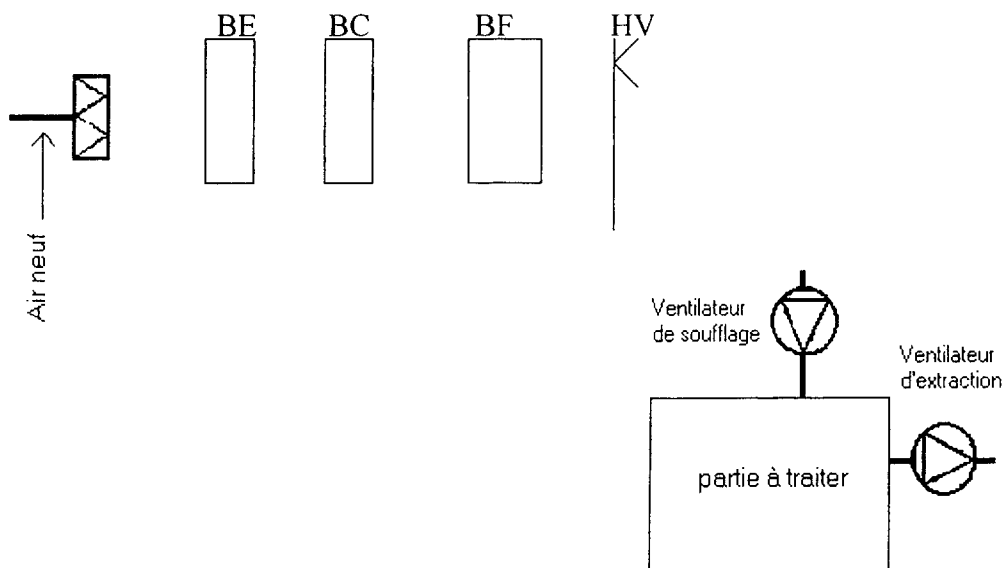 BE BC BF HV
Air neuf
Ventilateur
de soufflage
Ventilateur
d'extraction
partie à traiter